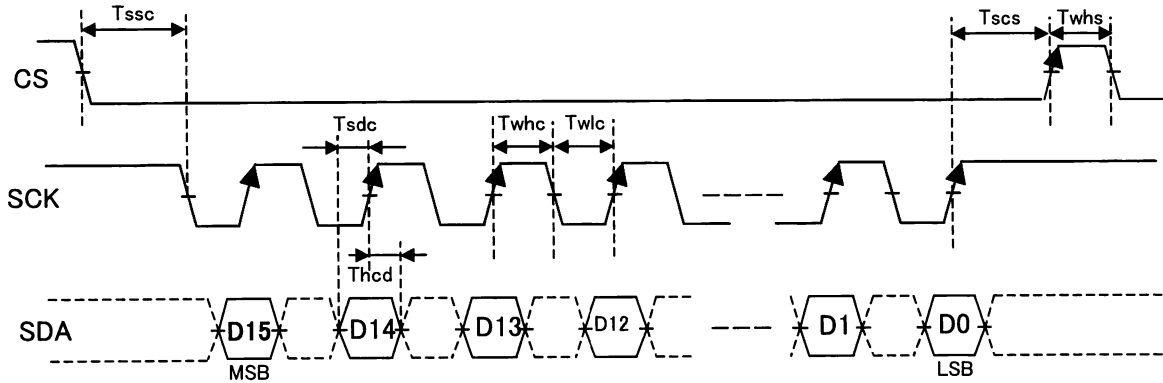 Tssc
Tscs
Twhs
CS
Tsdc
Twhc
Twlc
SCK
Thcd
SDA
D15
D14
D13
D12
D1
D0
MSB
LSB